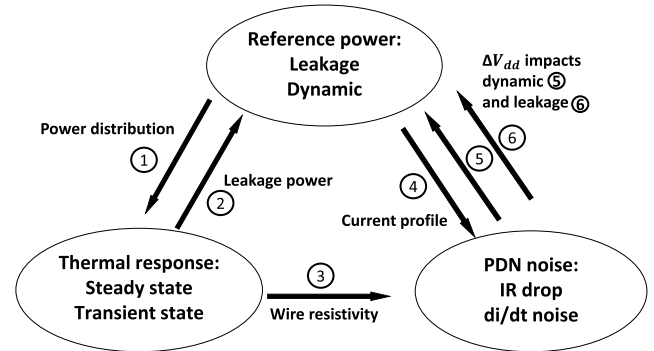 Reference power:
Leakage
Dynamic
ΔV_dd impacts
dynamic ⑤
and leakage ⑥
Power distribution
①
②
Leakage power
④
⑤
⑥
Current profile
Thermal response:
Steady state
Transient state
③
Wire resistivity
PDN noise:
IR drop
di/dt noise